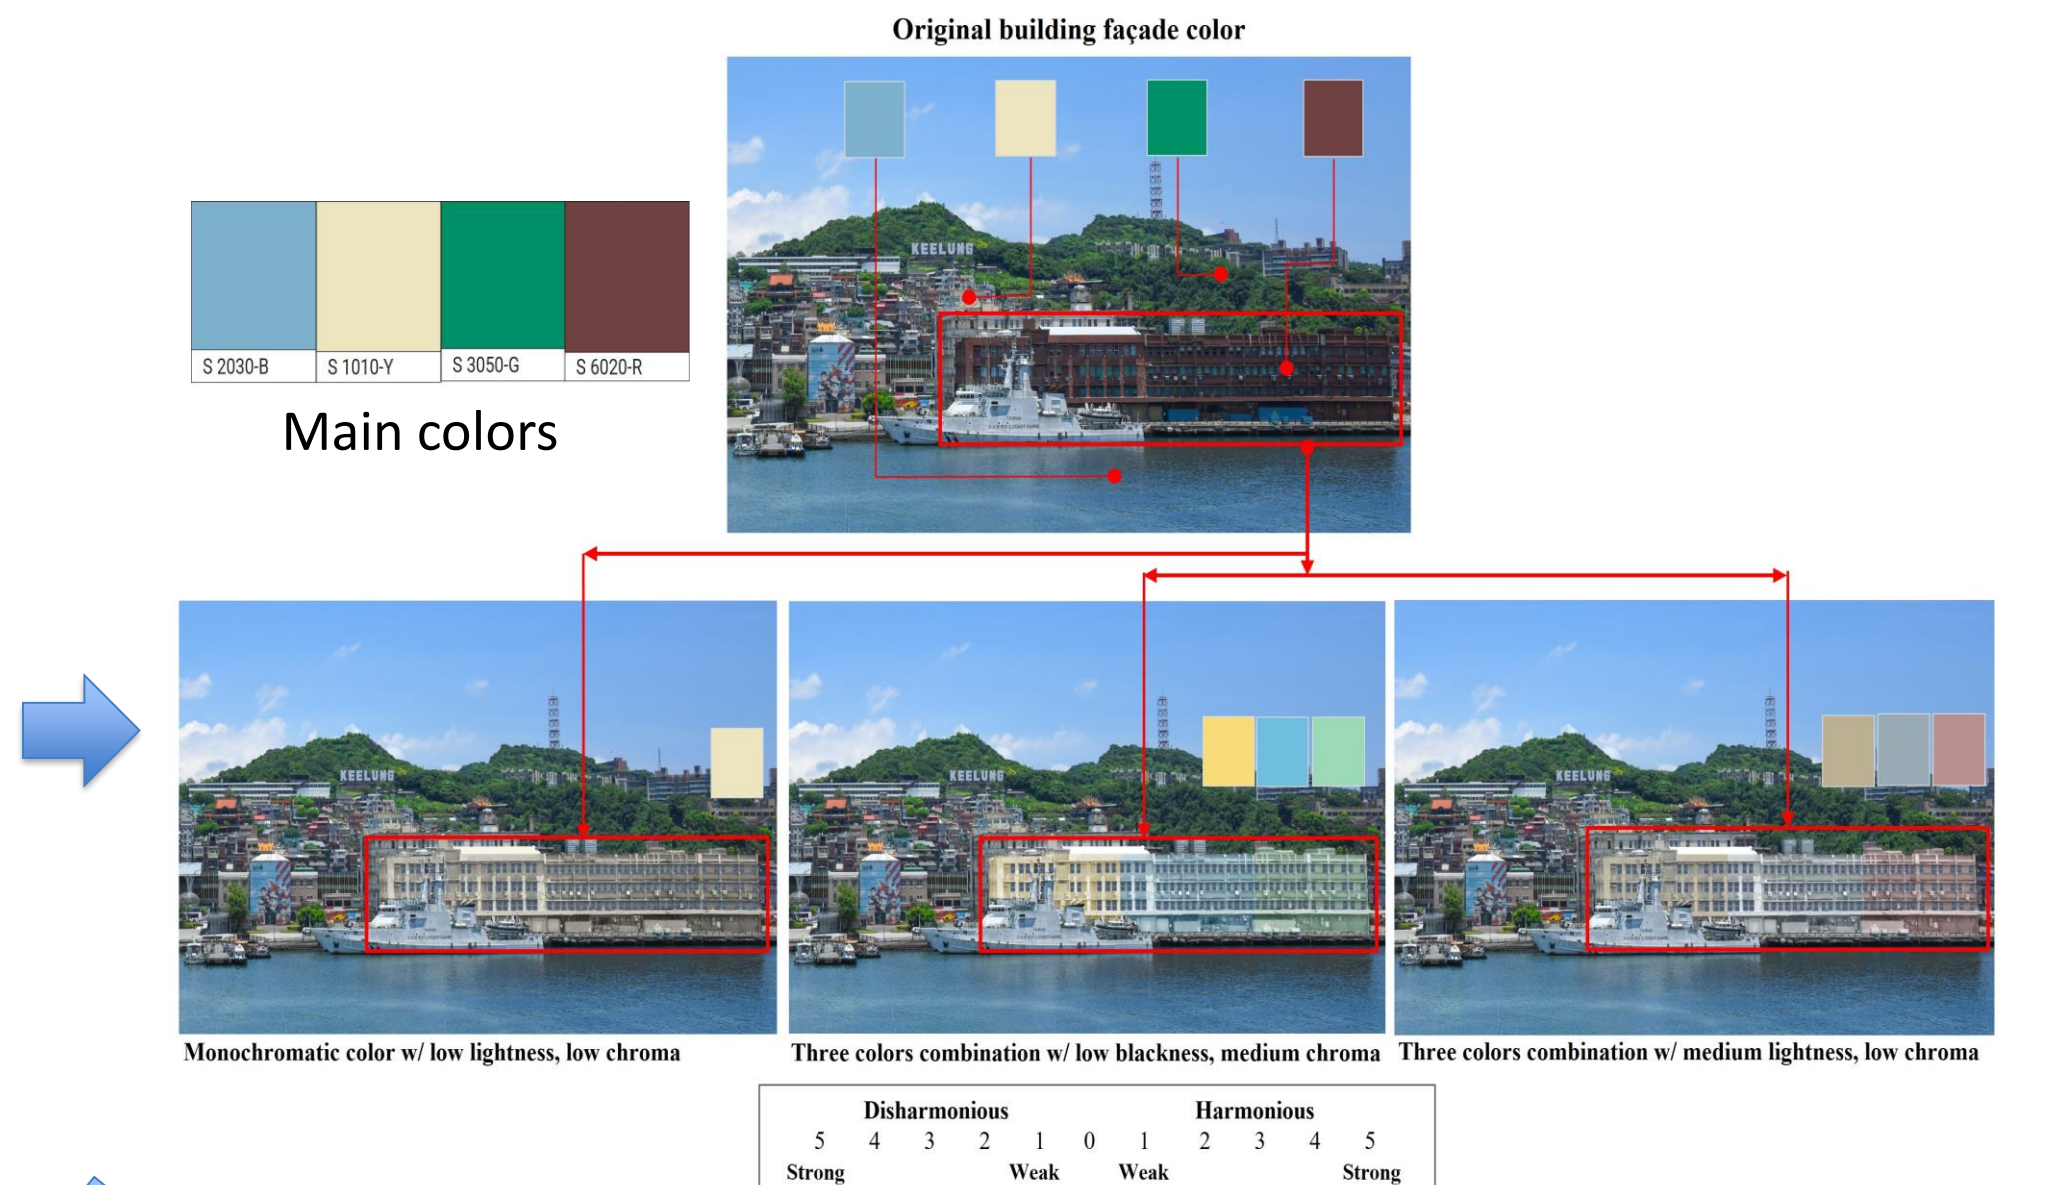 Original building façade color
KEELUNG
S 2030-B
S 1010-Y
S 3050-G
S 6020-R
Main colors
KEELUNG
KEELUNG
KEELUNG
Monochromatic color w/ low lightness, low chroma
Three colors combination w/ low blackness, medium chroma
Three colors combination w/ medium lightness, low chroma
Disharmonious Harmonious
5 4 3 2 1 0 1 2 3 4 5
Strong Weak Weak Strong